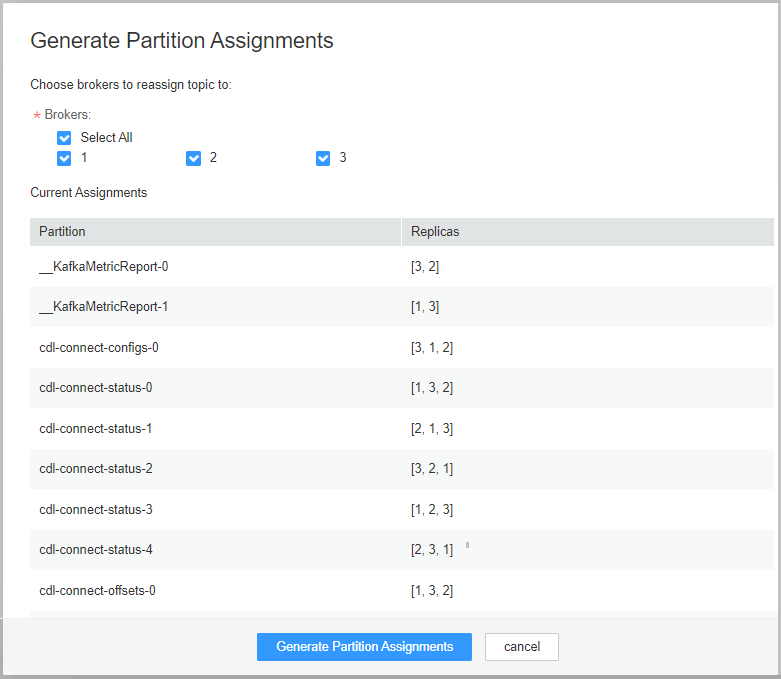 Generate Partition Assignments
Choose brokers to reassign topic to:
* Brokers:
Select All
1 2 3
Current Assignments
Partition Replicas
__KafkaMetricReport-0 [3, 2]
__KafkaMetricReport-1 [1, 3]
cdl-connect-configs-0 [3, 1, 2]
cdl-connect-status-0 [1, 3, 2]
cdl-connect-status-1 [2, 1, 3]
cdl-connect-status-2 [3, 2, 1]
cdl-connect-status-3 [1, 2, 3]
cdl-connect-status-4 [2, 3, 1]
cdl-connect-offsets-0 [1, 3, 2]
Generate Partition Assignments cancel